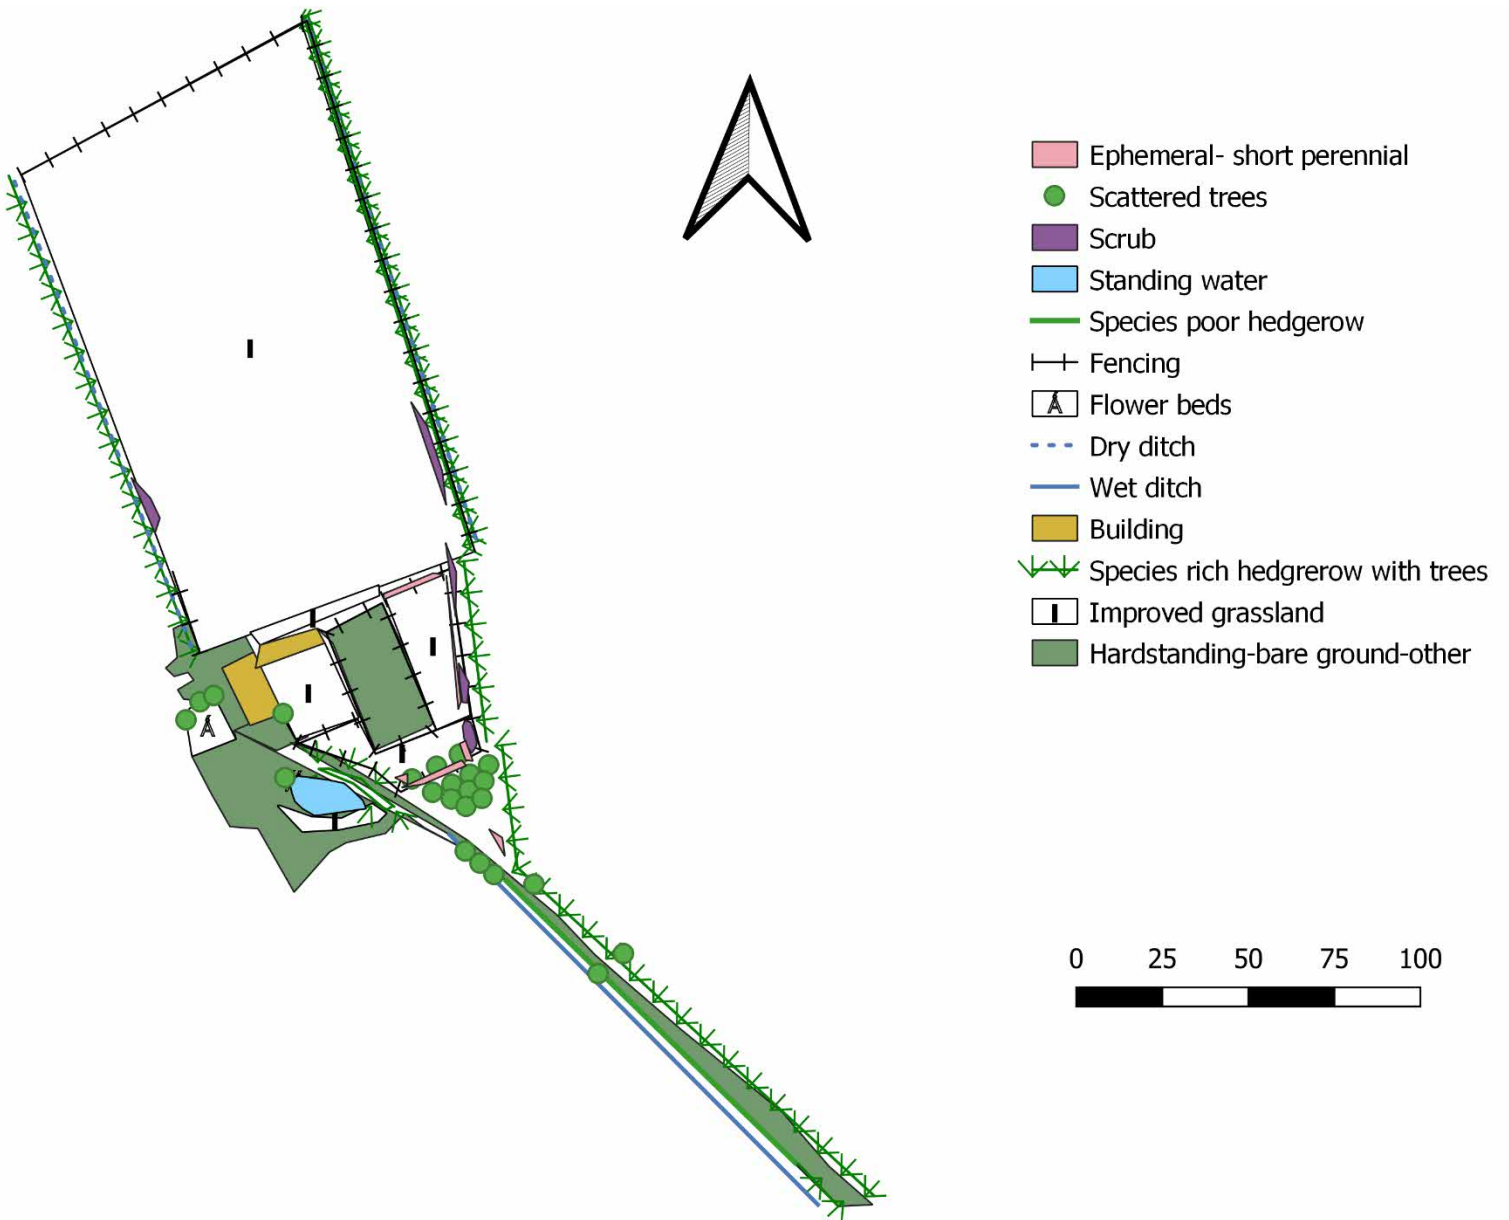 Ephemeral- short perennial
Scattered trees
Scrub
Standing water
Species poor hedgerow
Fencing
Flower beds
Dry ditch
Wet ditch
Building
Species rich hedgrerow with trees
Improved grassland
Hardstanding-bare ground-other
0 25 50 75 100